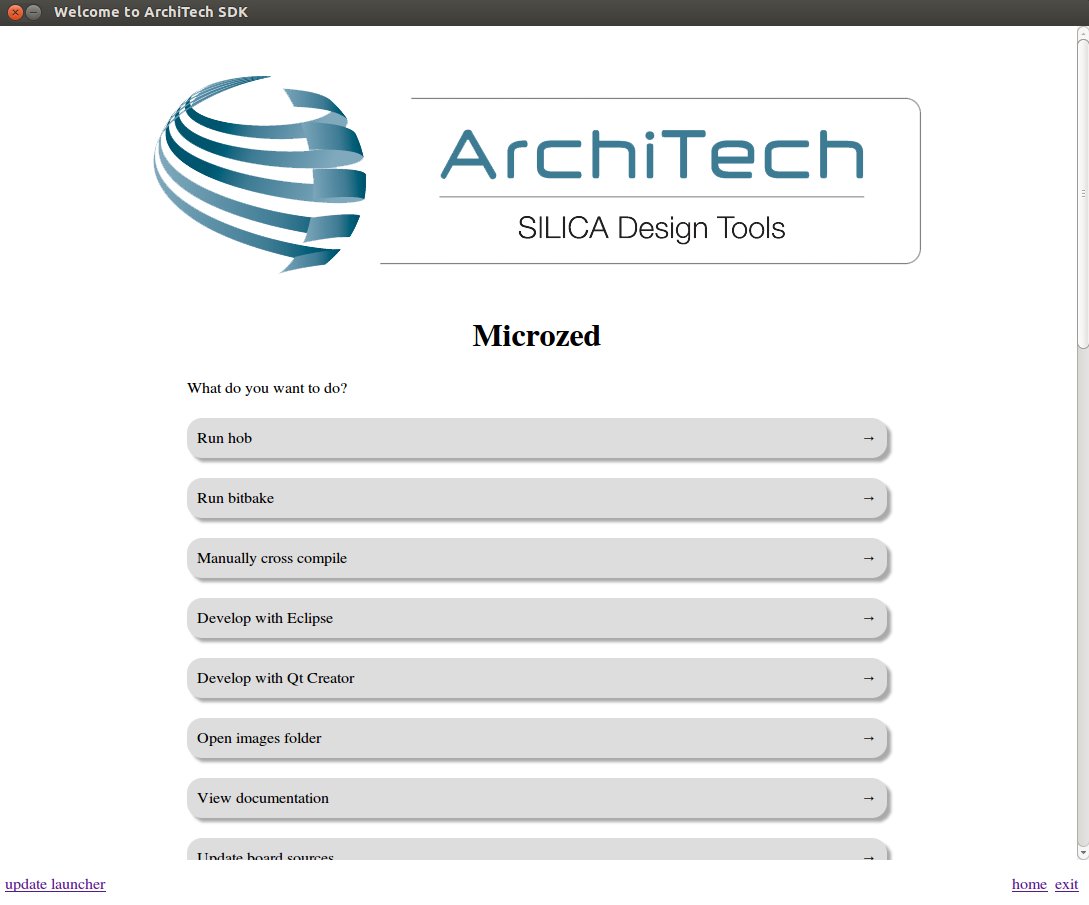 Welcome to ArchiTech SDK
ArchiTech
SILICA Design Tools
Microzed
What do you want to do?
Run hob →
Run bitbake →
Manually cross compile →
Develop with Eclipse →
Develop with Qt Creator →
Open images folder →
View documentation →
Update board sources →
update launcher
home exit